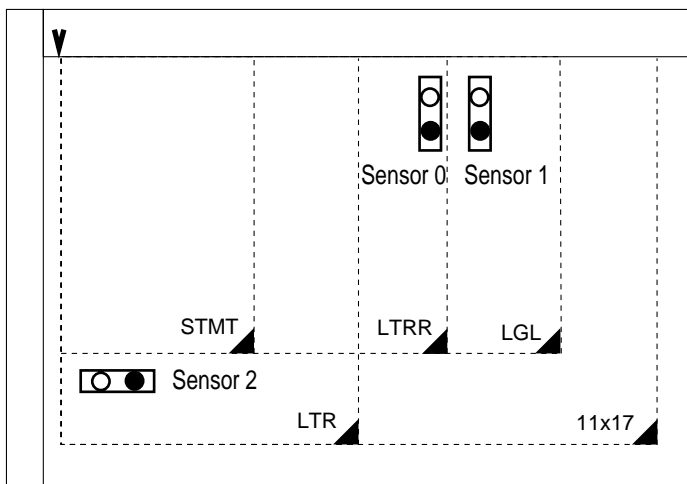 Sensor 0 Sensor 1
STMT LTRR LGL
Sensor 2
LTR 11x17